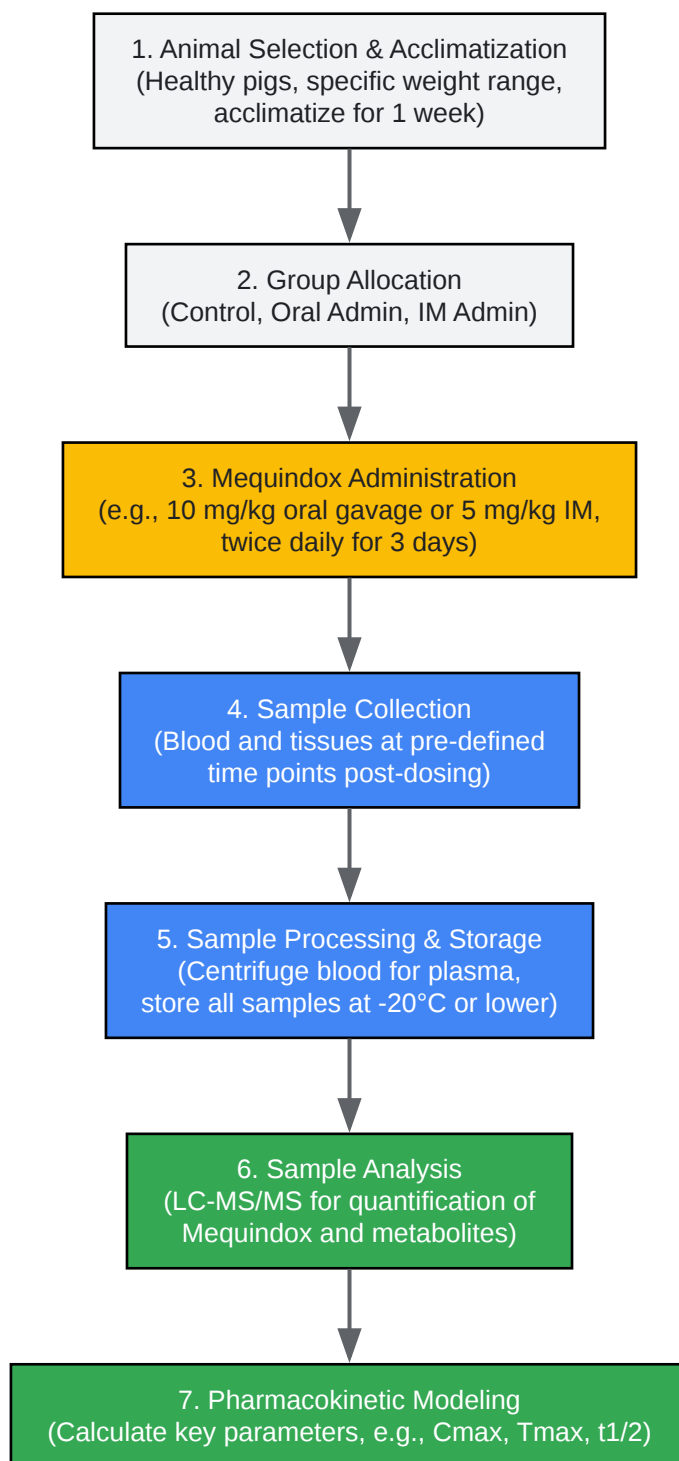 1. Animal Selection & Acclimatization
(Healthy pigs, specific weight range,
acclimatize for 1 week)
2. Group Allocation
(Control, Oral Admin, IM Admin)
3. Mequindox Administration
(e.g., 10 mg/kg oral gavage or 5 mg/kg IM,
twice daily for 3 days)
4. Sample Collection
(Blood and tissues at pre-defined
time points post-dosing)
5. Sample Processing & Storage
(Centrifuge blood for plasma,
store all samples at -20°C or lower)
6. Sample Analysis
(LC-MS/MS for quantification of
Mequindox and metabolites)
7. Pharmacokinetic Modeling
(Calculate key parameters, e.g., Cmax, Tmax, t1/2)